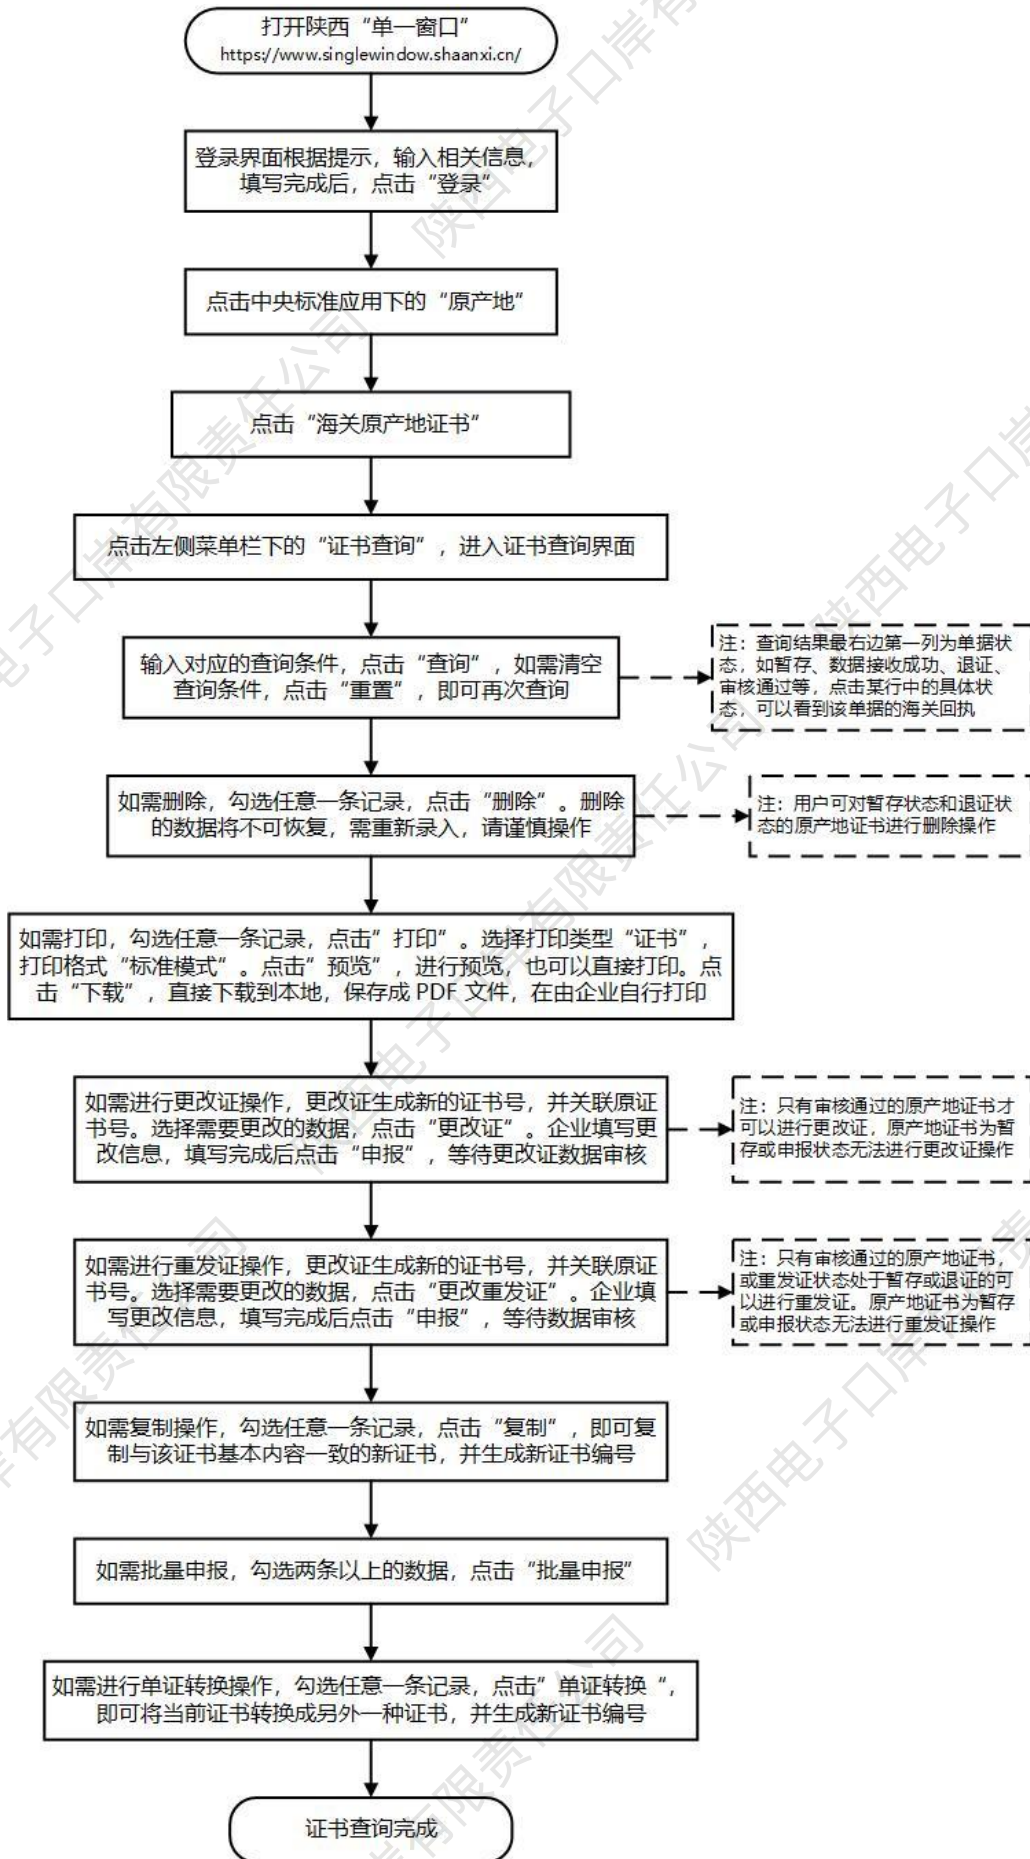 打开陕西“单一窗口”
https://www.singlewindow.shaanxi.cn/
登录界面根据提示，输入相关信息，
填写完成后，点击“登录”
点击中央标准应用下的“原产地”
点击“海关原产地证书”
点击左侧菜单栏下的“证书查询”，进入证书查询界面
输入对应的查询条件，点击“查询”，如需清空
查询条件，点击“重置”，即可再次查询
注：查询结果最右边第一列为单据状
态，如暂存、数据接收成功、退证、
审核通过等，点击某行中的具体状
态，可以看到该单据的海关回执
如需删除，勾选任意一条记录，点击“删除”。删除
的数据将不可恢复，需重新录入，请谨慎操作
注：用户可对暂存状态和退证状
态的原产地证书进行删除操作
如需打印，勾选任意一条记录，点击”打印”。选择打印类型“证书”，
打印格式“标准模式”。点击”预览”，进行预览，也可以直接打印。点
击“下载”，直接下载到本地，保存成 PDF 文件，在由企业自行打印
如需进行更改证操作，更改证生成新的证书号，并关联原证
书号。选择需要更改的数据，点击“更改证”。企业填写更
改信息，填写完成后点击“申报”，等待更改证数据审核
注：只有审核通过的原产地证书才
可以进行更改证，原产地证书为暂
存或申报状态无法进行更改证操作
如需进行重发证操作，更改证生成新的证书号，并关联原证
书号。选择需要更改的数据，点击“更改重发证”。企业填
写更改信息，填写完成后点击“申报”，等待数据审核
注：只有审核通过的原产地证书，
或重发证状态处于暂存或退证的可
以进行重发证。原产地证书为暂存
或申报状态无法进行重发证操作
如需复制操作，勾选任意一条记录，点击“复制”，即可复
制与该证书基本内容一致的新证书，并生成新证书编号
如需批量申报，勾选两条以上的数据，点击“批量申报”
如需进行单证转换操作，勾选任意一条记录，点击”单证转换“，
即可将当前证书转换成另外一种证书，并生成新证书编号
证书查询完成
陕西电子口岸有限责任公司